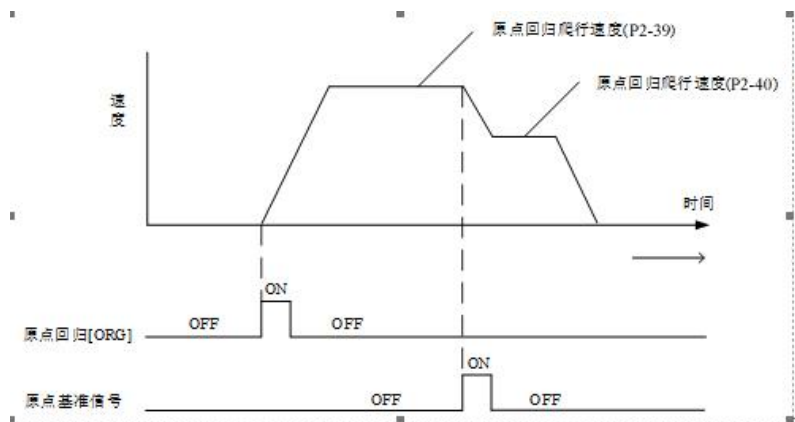 原点回归爬行速度(P2-39)
原点回归爬行速度(P2-40)
速度
时间
ON
OFF
OFF
原点回归[ORG]
ON
OFF
OFF
原点基准信号